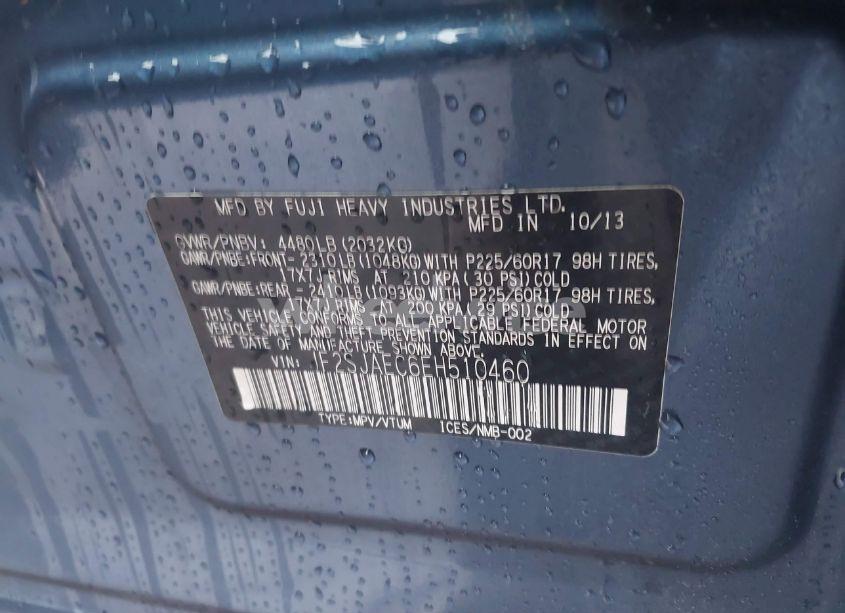 MFD BY FUJI HEAVY INDUSTRIES LTD.
MFD IN 10/13
GVWR/PNBV: 4480LB(2032KG)
GAWR/PNBE:FRONT- 2310LB(1048KG)WITH P225/60R17 98H TIRES,
17X7J RIMS AT 210KPA(30 PSI)COLD
GAWR/PNBE:REAR - 2410LB(1093KG)WITH P225/60R17 98H TIRES,
17X7J RIMS AT 200KPA(29 PSI)COLD
THIS VEHICLE CONFORMS TO ALL APPLICABLE FEDERAL MOTOR
VEHICLE SAFETY AND THEFT PREVENTION STANDARDS IN EFFECT ON
THE DATE OF MANUFACTURE SHOWN ABOVE.
VIN: JF2SJAEC6EH510460
TYPE:MPV/VTUM ICES/NMB-002